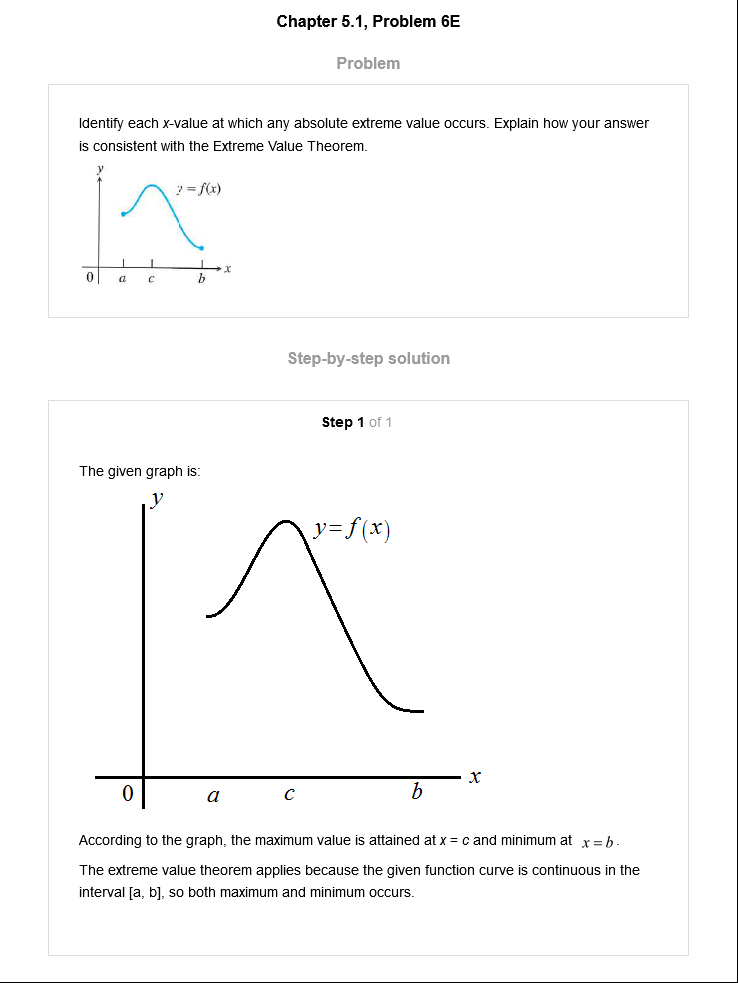 Chapter 5.1, Problem 6E
Problem
Identify each x-value at which any absolute extreme value occurs. Explain how your answer
is consistent with the Extreme Value Theorem.
y
y = f(x)
x
0 a c b
Step-by-step solution
Step 1 of 1
The given graph is:
y
y=f(x)
x
0 a c b
According to the graph, the maximum value is attained at x = c and minimum at x=b.
The extreme value theorem applies because the given function curve is continuous in the
interval [a, b], so both maximum and minimum occurs.